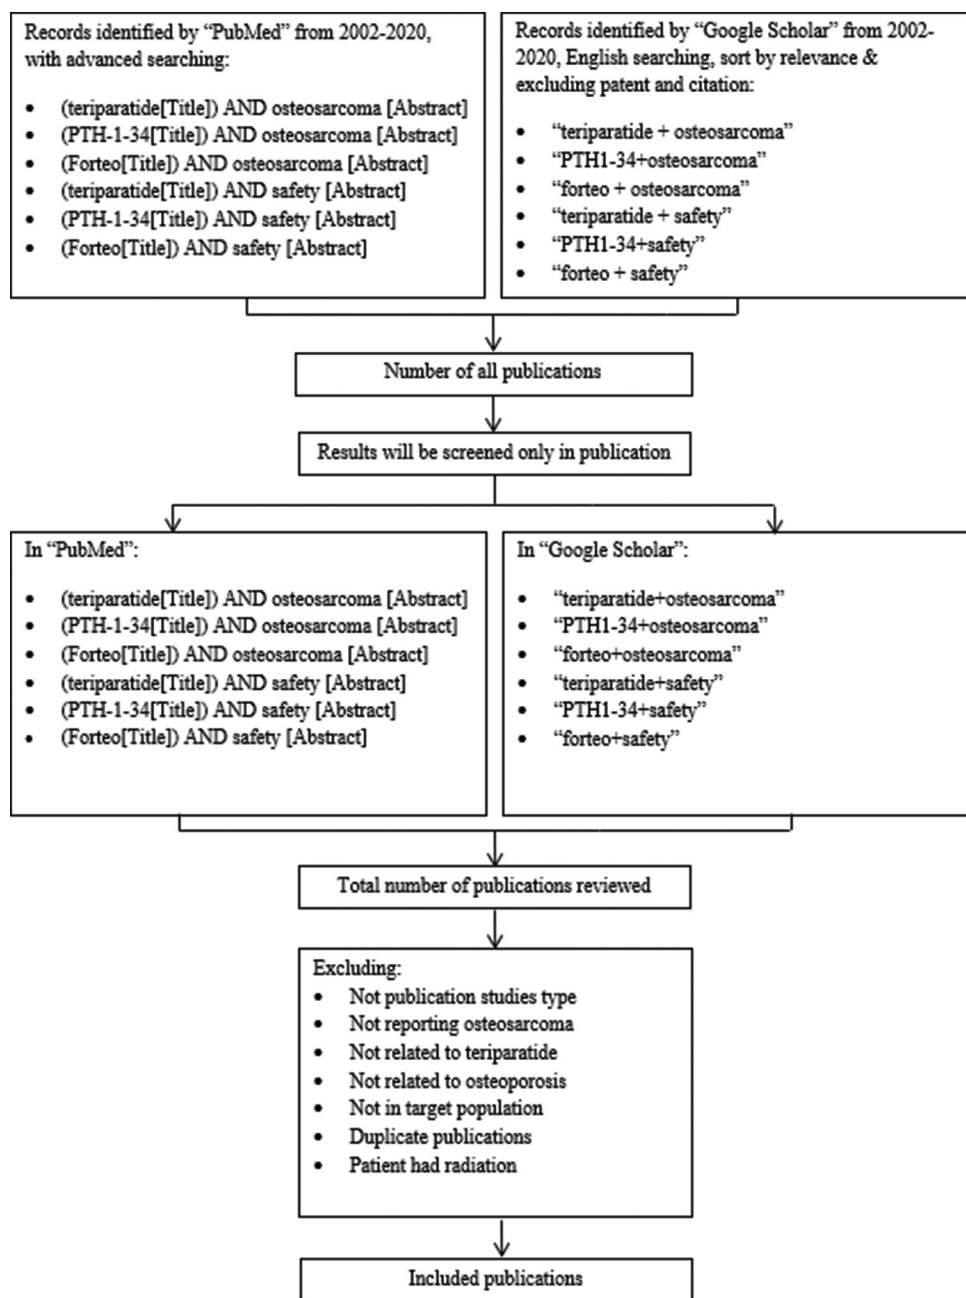 Records identified by “PubMed” from 2002-2020,
with advanced searching:
• (teriparatide[Title]) AND osteosarcoma [Abstract]
• (PTH-1-34[Title]) AND osteosarcoma [Abstract]
• (Forteo[Title]) AND osteosarcoma [Abstract]
• (teriparatide[Title]) AND safety [Abstract]
• (PTH-1-34[Title]) AND safety [Abstract]
• (Forteo[Title]) AND safety [Abstract]
Records identified by “Google Scholar” from 2002-
2020, English searching, sort by relevance &
excluding patent and citation:
• “teriparatide + osteosarcoma”
• “PTH1-34+osteosarcoma”
• “forteo + osteosarcoma”
• “teriparatide + safety”
• “PTH1-34+safety”
• “forteo + safety”
Number of all publications
Results will be screened only in publication
In “PubMed”:
• (teriparatide[Title]) AND osteosarcoma [Abstract]
• (PTH-1-34[Title]) AND osteosarcoma [Abstract]
• (Forteo[Title]) AND osteosarcoma [Abstract]
• (teriparatide[Title]) AND safety [Abstract]
• (PTH-1-34[Title]) AND safety [Abstract]
• (Forteo[Title]) AND safety [Abstract]
In “Google Scholar”:
• “teriparatide+osteosarcoma”
• “PTH1-34+osteosarcoma”
• “forteo+osteosarcoma”
• “teriparatide+safety”
• “PTH1-34+safety”
• “forteo+safety”
Total number of publications reviewed
Excluding:
• Not publication studies type
• Not reporting osteosarcoma
• Not related to teriparatide
• Not related to osteoporosis
• Not in target population
• Duplicate publications
• Patient had radiation
Included publications